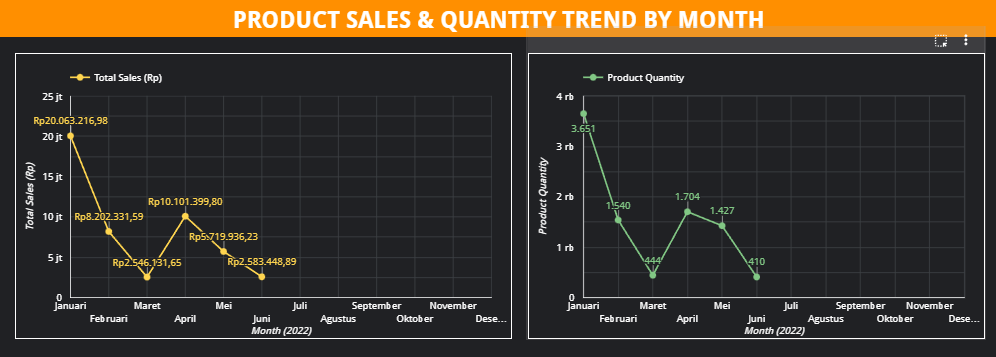 PRODUCT SALES & QUANTITY TREND BY MONTH
Total Sales (Rp)
25 jt
20 jt
15 jt
10 jt
5 jt
0
Total Sales (Rp)
Rp20.063.216,98
Rp8.202.331,59
Rp2.546.131,65
Rp10.101.399,80
Rp5.719.936,23
Rp2.583.448,89
Januari Maret Mei Juli September November
Februari April Juni Agustus Oktober Dese...
Month (2022)
Product Quantity
4 rb
3 rb
2 rb
1 rb
0
Product Quantity
3.651
1.540
444
1.704
1.427
410
Januari Maret Mei Juli September November
Februari April Juni Agustus Oktober Dese...
Month (2022)